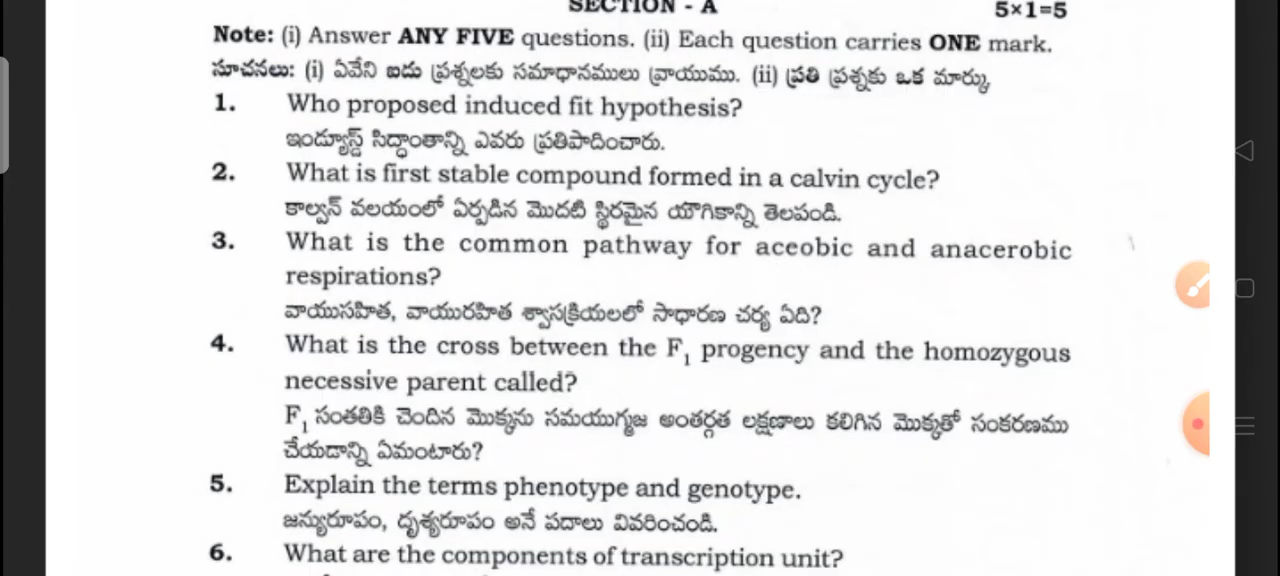 SECTION - A 5×1=5
Note: (i) Answer ANY FIVE questions. (ii) Each question carries ONE mark.
సూచనలు: (i) ఏవేని ఐదు ప్రశ్నలకు సమాధానములు వ్రాయుము. (ii) ప్రతి ప్రశ్నకు ఒక మార్కు
1. Who proposed induced fit hypothesis?
ఇండ్యూస్డ్ సిద్ధాంతాన్ని ఎవరు ప్రతిపాదించారు.
2. What is first stable compound formed in a calvin cycle?
కాల్వన్ వలయంలో ఏర్పడిన మొదటి స్థిరమైన యౌగికాన్ని తెలపండి.
3. What is the common pathway for aceobic and anacerobic
respirations?
వాయుసహిత, వాయురహిత శ్వాసక్రియలలో సాధారణ చర్య ఏది?
4. What is the cross between the F₁ progency and the homozygous
necessive parent called?
F₁ సంతతికి చెందిన మొక్కను సమయుగ్మజ అంతర్గత లక్షణాలు కలిగిన మొక్కతో సంకరణము
చేయడాన్ని ఏమంటారు?
5. Explain the terms phenotype and genotype.
జన్యురూపం, దృశ్యరూపం అనే పదాలు వివరించండి.
6. What are the components of transcription unit?